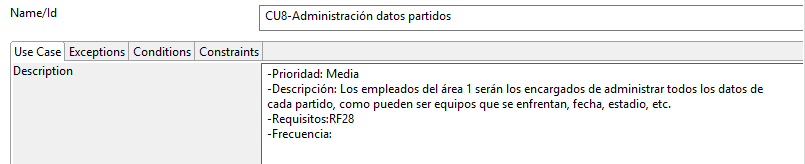 Name/Id
CU8-Administración datos partidos
Use Case Exceptions Conditions Constraints
Description
-Prioridad: Media
-Descripción: Los empleados del área 1 serán los encargados de administrar todos los datos de
cada partido, como pueden ser equipos que se enfrentan, fecha, estadio, etc.
-Requisitos:RF28
-Frecuencia: